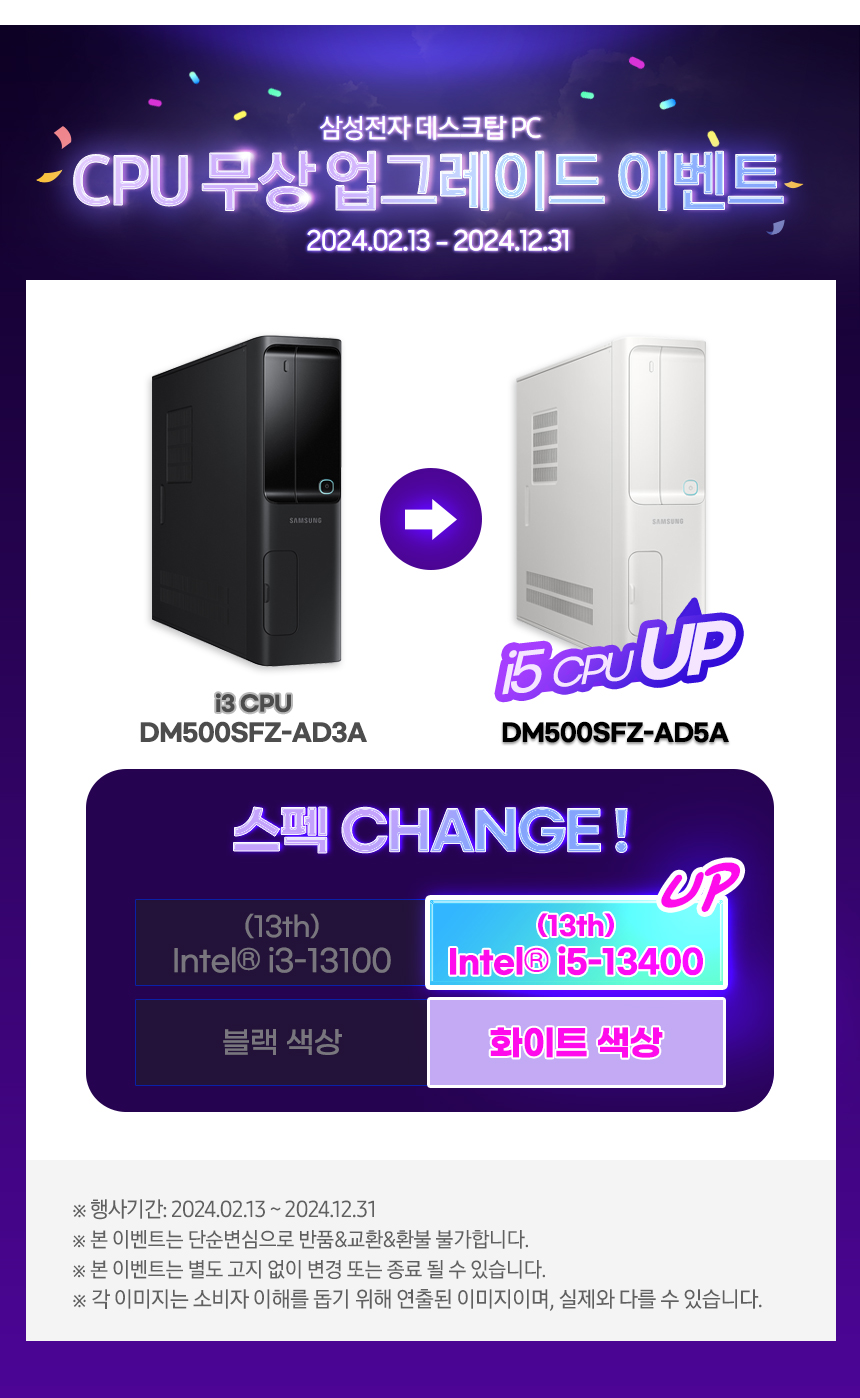 삼성전자 데스크탑 PC
CPU 무상 업그레이드 이벤트
2024.02.13 - 2024.12.31
SAMSUNG
SAMSUNG
i5 CPU UP
i3 CPU
DM500SFZ-AD3A
DM500SFZ-AD5A
스펙 CHANGE !
UP
(13th)
Intel® i3-13100
(13th)
Intel® i5-13400
블랙 색상
화이트 색상
※ 행사기간: 2024.02.13 ~ 2024.12.31
※ 본 이벤트는 단순변심으로 반품&교환&환불 불가합니다.
※ 본 이벤트는 별도 고지 없이 변경 또는 종료 될 수 있습니다.
※ 각 이미지는 소비자 이해를 돕기 위해 연출된 이미지이며, 실제와 다를 수 있습니다.